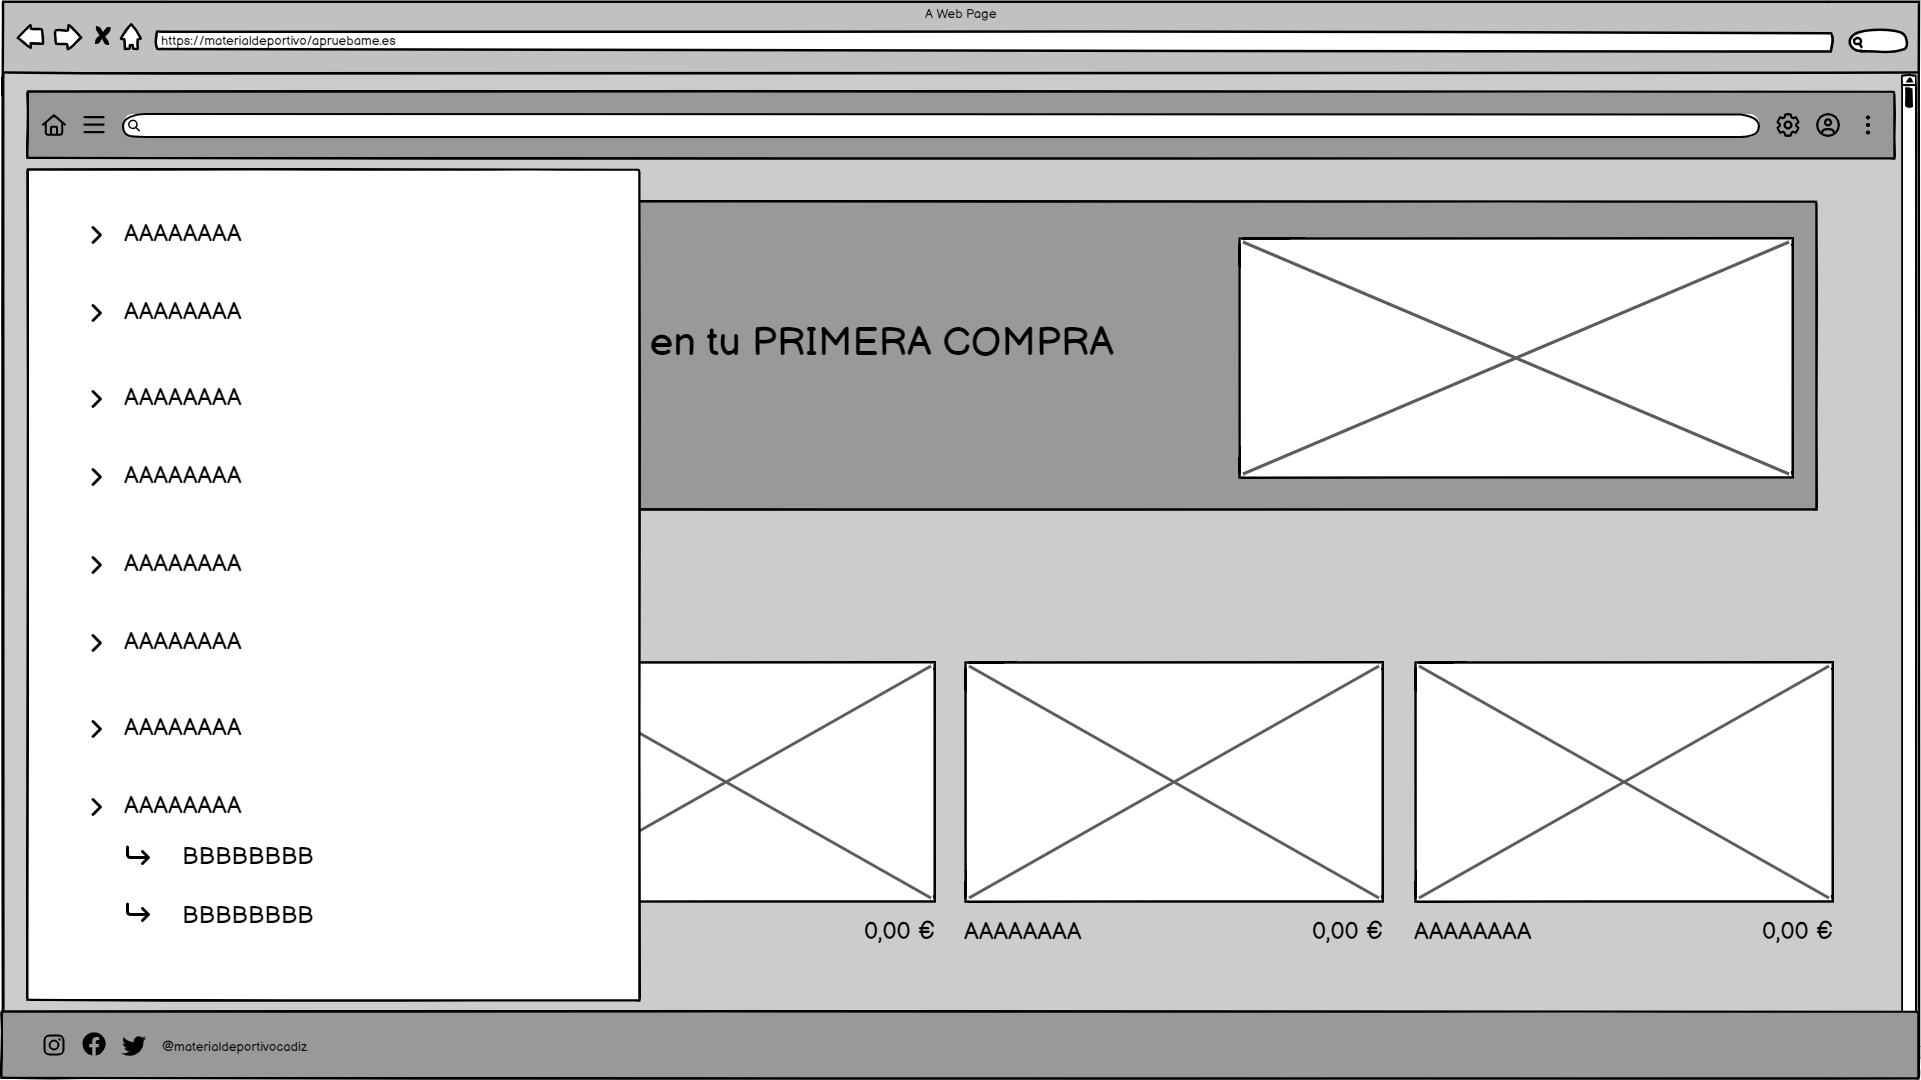 A Web Page
https://materialdeportivo/apruebame.es
AAAAAAAA
AAAAAAAA
AAAAAAAA
AAAAAAAA
AAAAAAAA
AAAAAAAA
AAAAAAAA
AAAAAAAA
BBBBBBBB
BBBBBBBB
en tu PRIMERA COMPRA
0,00 €
AAAAAAAA 0,00 €
AAAAAAAA 0,00 €
@materialdeportivocadiz